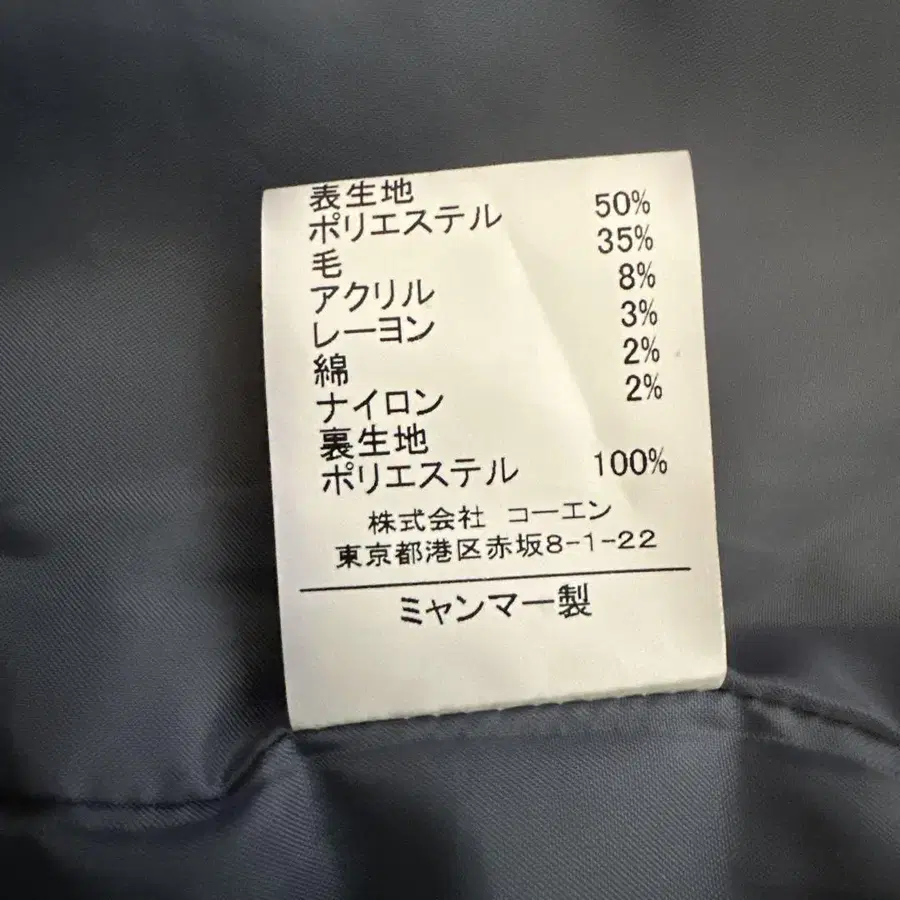 表生地
ポリエステル 50%
毛 35%
アクリル 8%
レーヨン 3%
綿 2%
ナイロン 2%
裏生地
ポリエステル 100%
株式会社 コーエン
東京都港区赤坂8-1-22
ミャンマー製